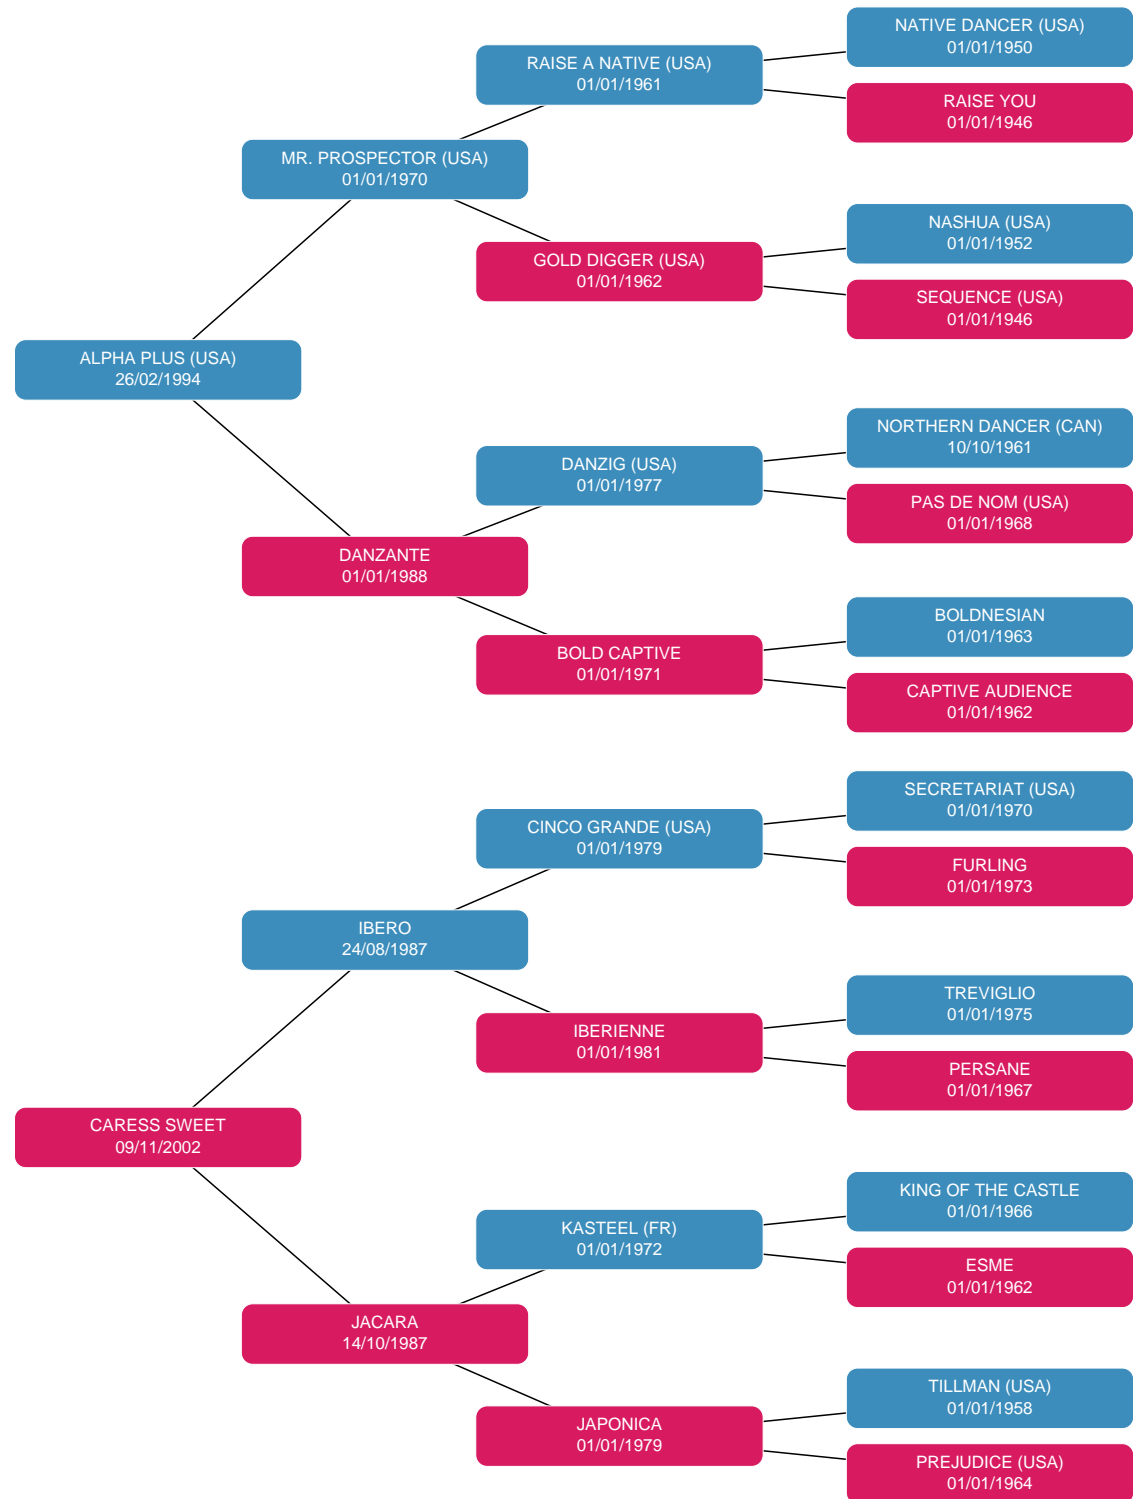 NATIVE DANCER (USA)
01/01/1950
RAISE A NATIVE (USA)
01/01/1961
RAISE YOU
01/01/1946
MR. PROSPECTOR (USA)
01/01/1970
NASHUA (USA)
01/01/1952
GOLD DIGGER (USA)
01/01/1962
SEQUENCE (USA)
01/01/1946
ALPHA PLUS (USA)
26/02/1994
NORTHERN DANCER (CAN)
10/10/1961
DANZIG (USA)
01/01/1977
PAS DE NOM (USA)
01/01/1968
DANZANTE
01/01/1988
BOLDNESIAN
01/01/1963
BOLD CAPTIVE
01/01/1971
CAPTIVE AUDIENCE
01/01/1962
SECRETARIAT (USA)
01/01/1970
CINCO GRANDE (USA)
01/01/1979
FURLING
01/01/1973
IBERO
24/08/1987
TREVIGLIO
01/01/1975
IBERIENNE
01/01/1981
PERSANE
01/01/1967
CARESS SWEET
09/11/2002
KING OF THE CASTLE
01/01/1966
KASTEEL (FR)
01/01/1972
ESME
01/01/1962
JACARA
14/10/1987
TILLMAN (USA)
01/01/1958
JAPONICA
01/01/1979
PREJUDICE (USA)
01/01/1964